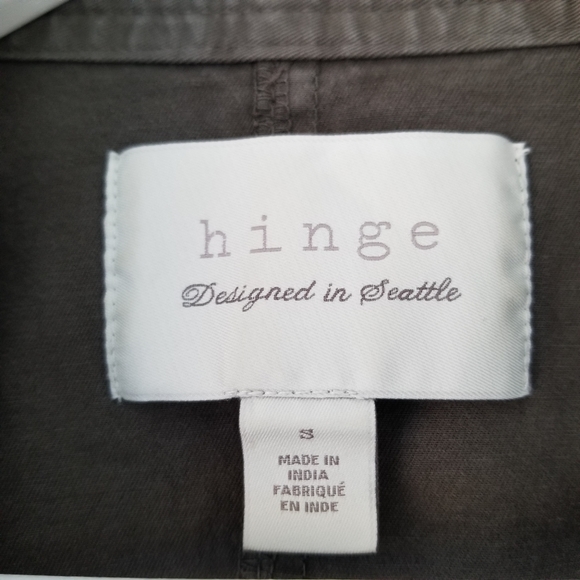 hinge
Designed in Seattle
S
MADE IN
INDIA
FABRIQUÉ
EN INDE